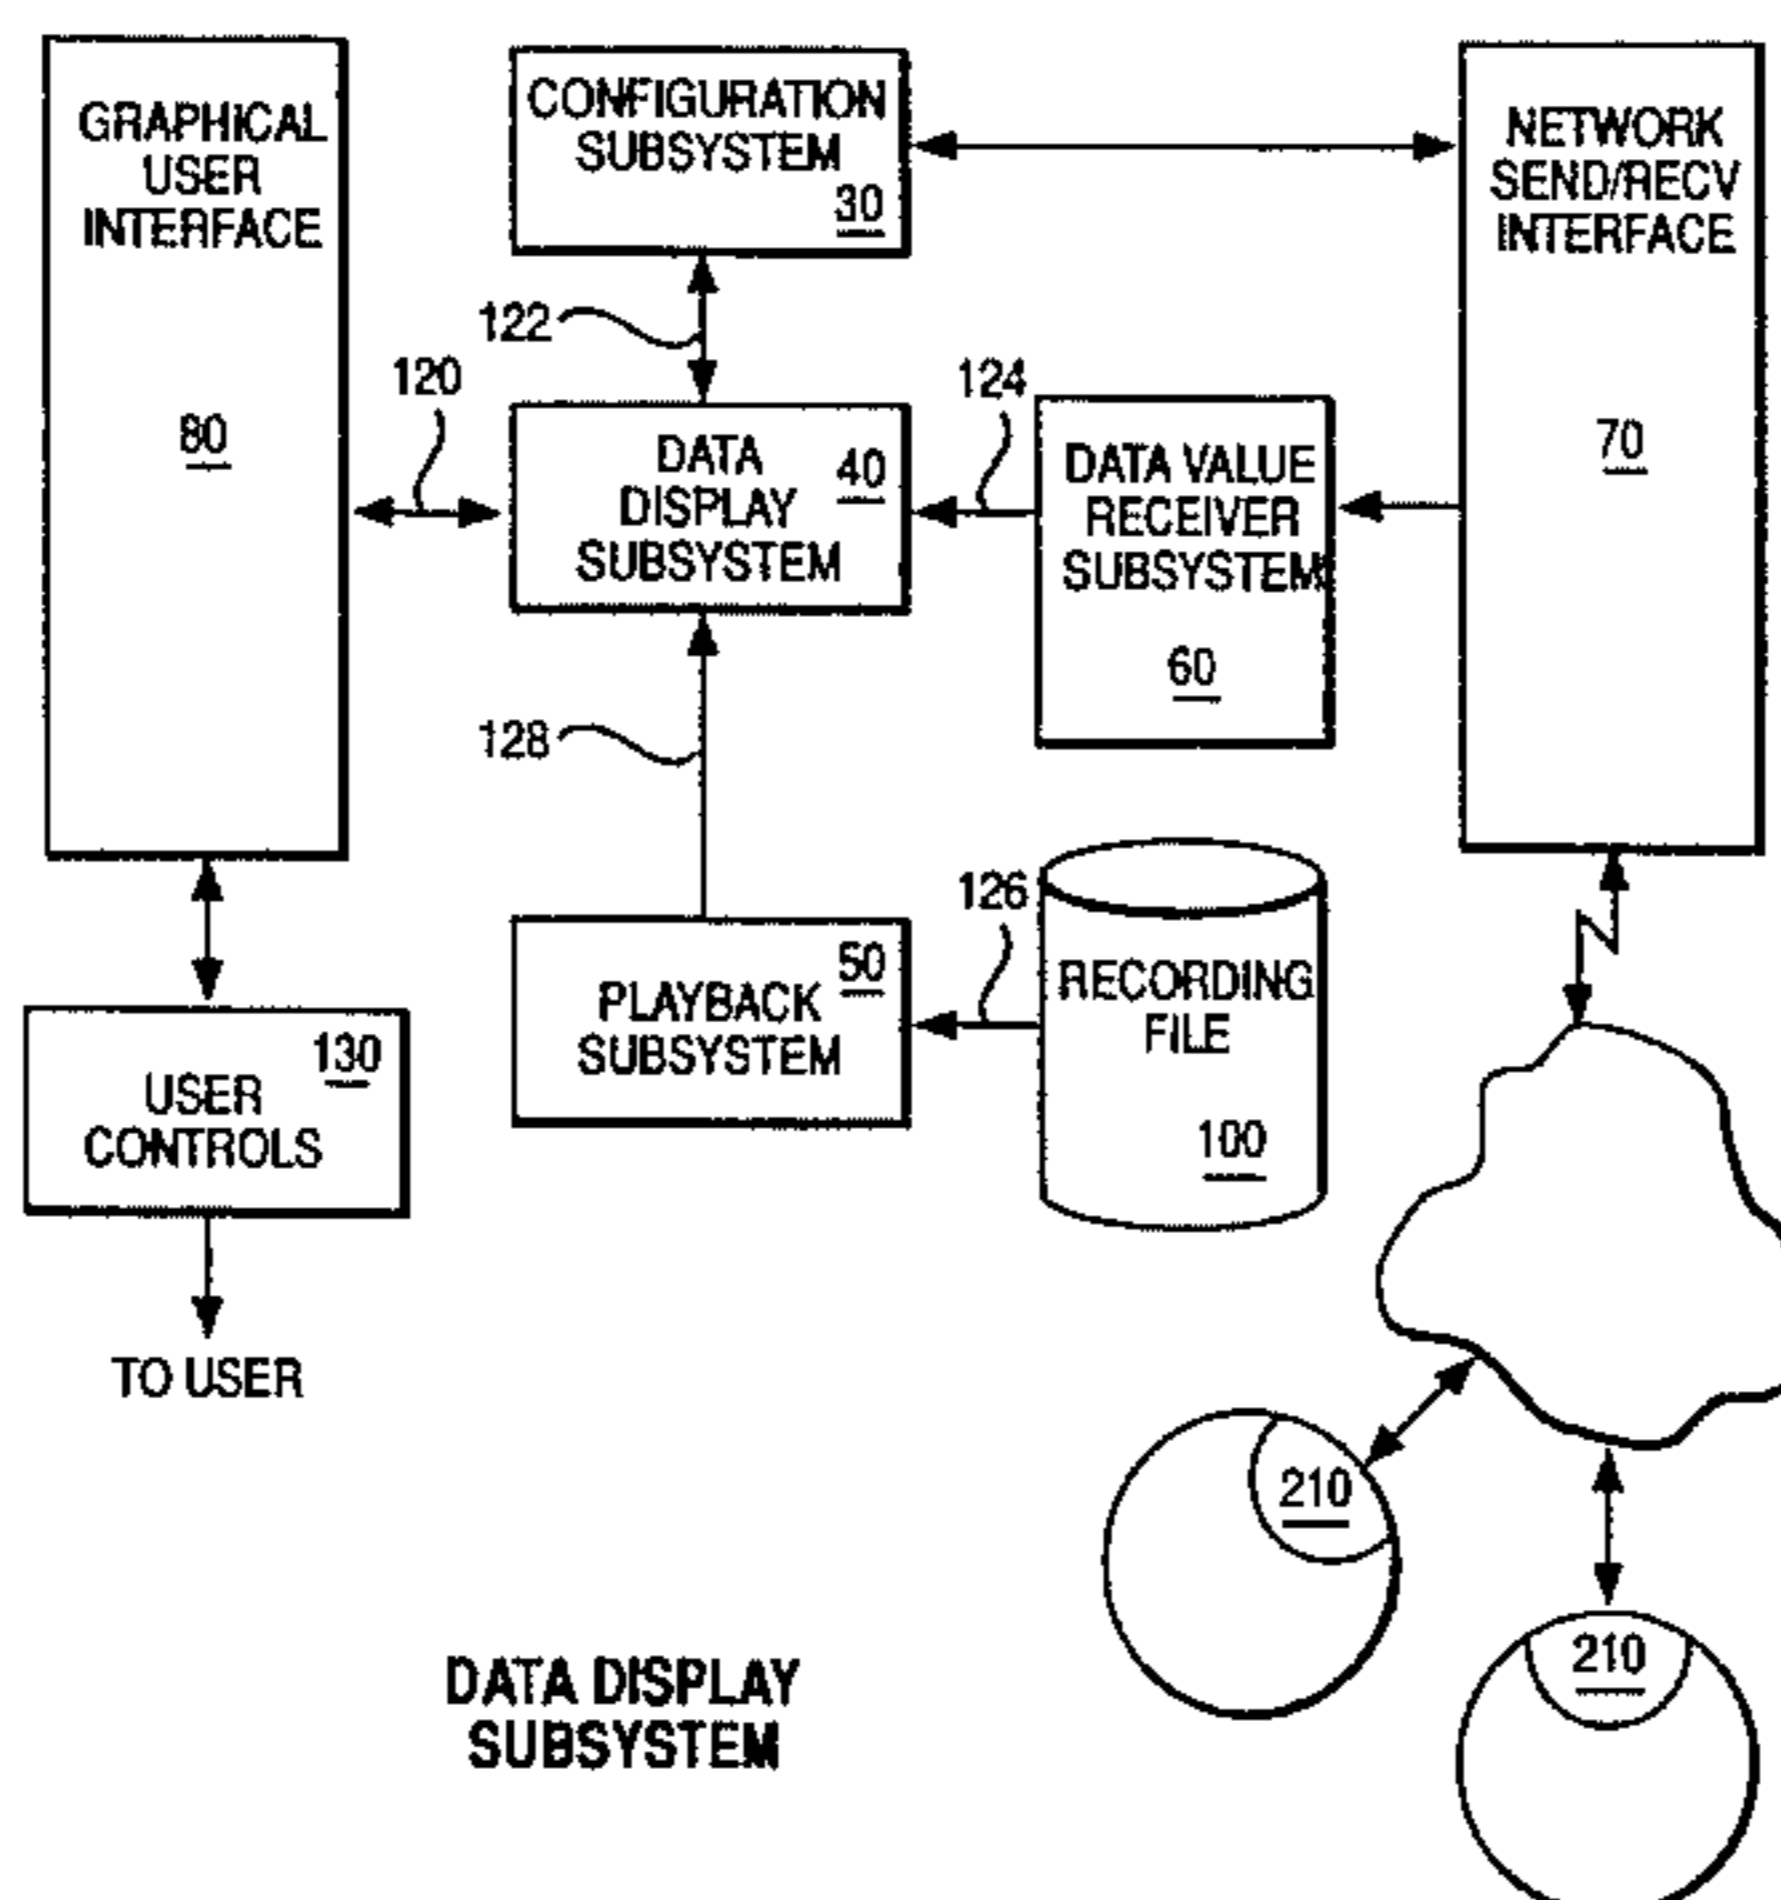 GRAPHICAL
USER
INTERFACE
80
CONFIGURATION
SUBSYSTEM
30
NETWORK
SEND/RECV
INTERFACE
70
122
120
124
DATA
DISPLAY
SUBSYSTEM
40
DATA VALUE
RECEIVER
SUBSYSTEM
60
128
126
PLAYBACK
SUBSYSTEM
50
RECORDING
FILE
100
130
USER
CONTROLS
TO USER
210
210
DATA DISPLAY
SUBSYSTEM